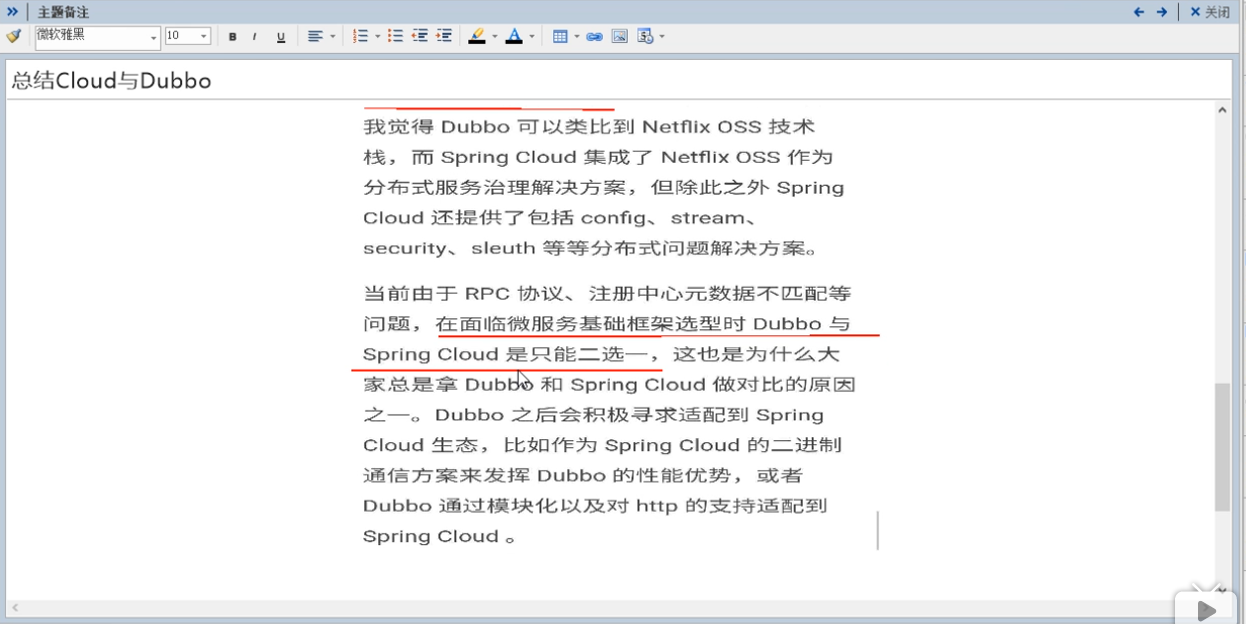 主题备注
关闭
微软雅黑
10
B I U
总结Cloud与Dubbo
我觉得 Dubbo 可以类比到 Netflix OSS 技术
栈，而 Spring Cloud 集成了 Netflix OSS 作为
分布式服务治理解决方案，但除此之外 Spring
Cloud 还提供了包括 config、stream、
security、sleuth 等等分布式问题解决方案。
当前由于 RPC 协议、注册中心元数据不匹配等
问题，在面临微服务基础框架选型时 Dubbo 与
Spring Cloud 是只能二选一，这也是为什么大
家总是拿 Dubbo 和 Spring Cloud 做对比的原因
之一。Dubbo 之后会积极寻求适配到 Spring
Cloud 生态，比如作为 Spring Cloud 的二进制
通信方案来发挥 Dubbo 的性能优势，或者
Dubbo 通过模块化以及对 http 的支持适配到
Spring Cloud 。